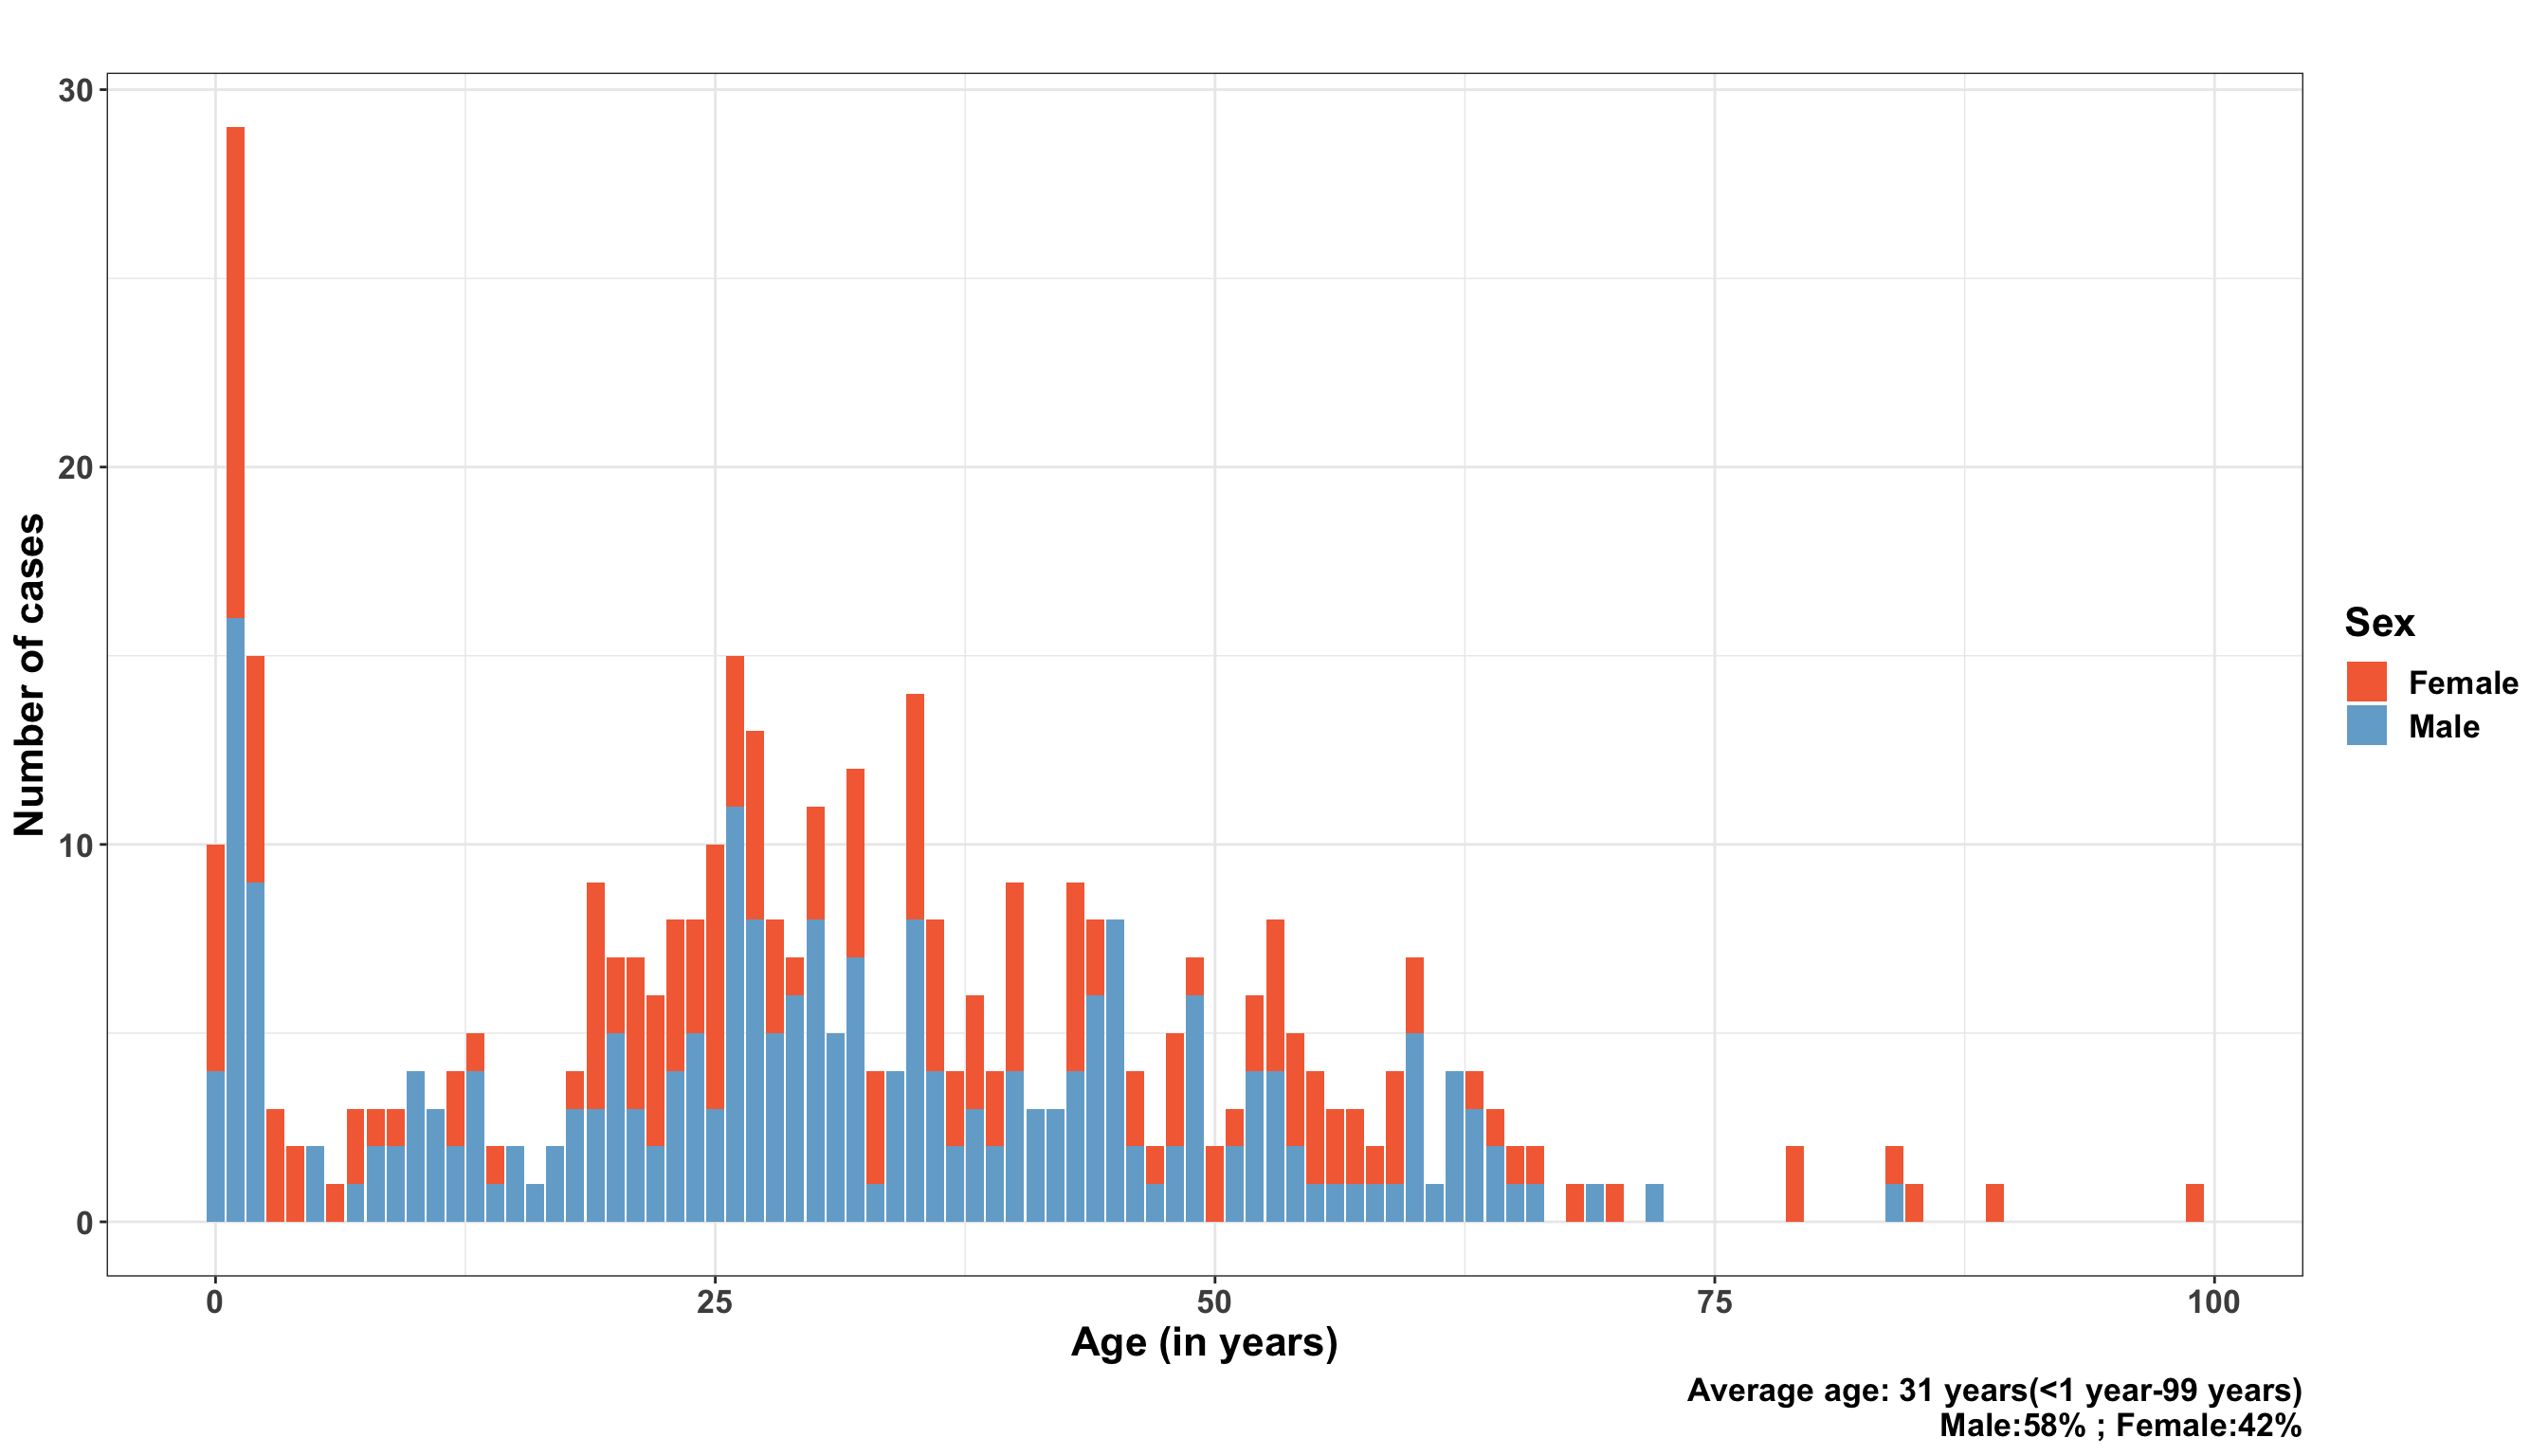 30
20
10
0
Number of cases
0 25 50 75 100
Age (in years)
Sex
Female
Male
Average age: 31 years(<1 year-99 years)
Male:58% ; Female:42%